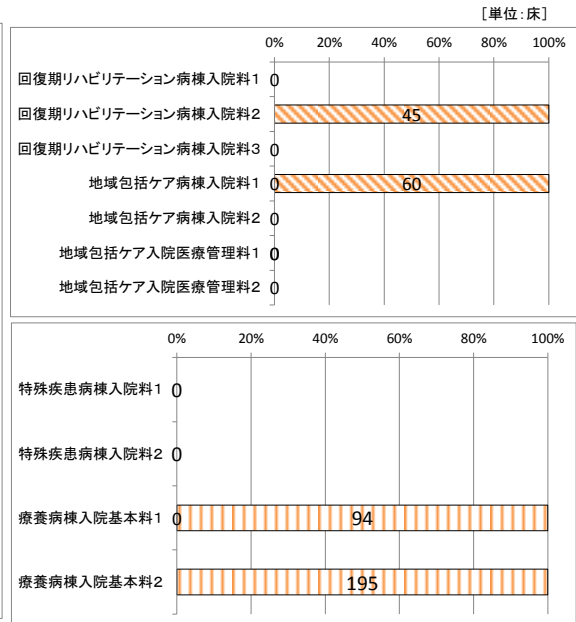 ［単位：床］
0% 20% 40% 60% 80% 100%
回復期リハビリテーション病棟入院料1 0
回復期リハビリテーション病棟入院料2 45
回復期リハビリテーション病棟入院料3 0
地域包括ケア病棟入院料1 0 60
地域包括ケア病棟入院料2 0
地域包括ケア入院医療管理料1 0
地域包括ケア入院医療管理料2 0
0% 20% 40% 60% 80% 100%
特殊疾患病棟入院料1 0
特殊疾患病棟入院料2 0
療養病棟入院基本料1 0 94
療養病棟入院基本料2 195